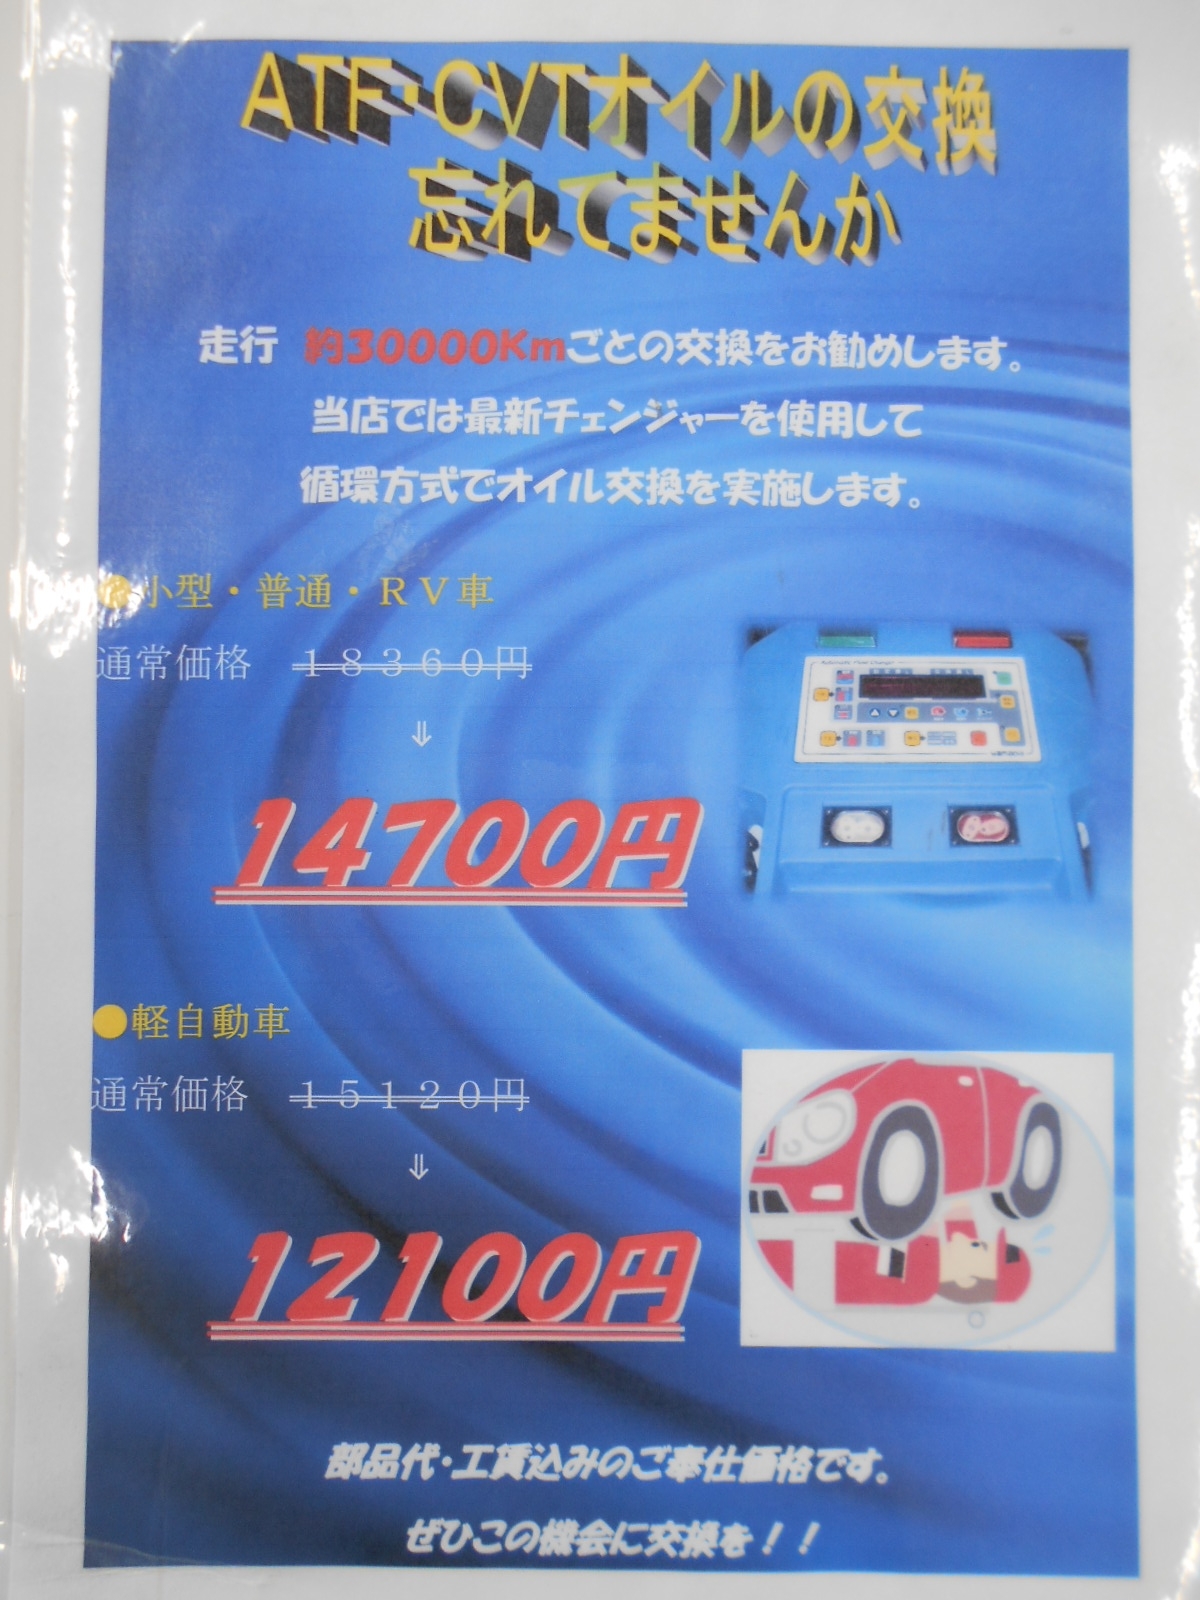 ATF・CVTオイルの交換
忘れてませんか
走行 約30000Kmごとの交換をお勧めします。
当店では最新チェンジャーを使用して
循環方式でオイル交換を実施します。
●小型・普通・ＲＶ車
通常価格 １８３６０円
⇓
14700円
●軽自動車
通常価格 １５１２０円
⇓
12100円
部品代・工賃込みのご奉仕価格です。
ぜひこの機会に交換を！！